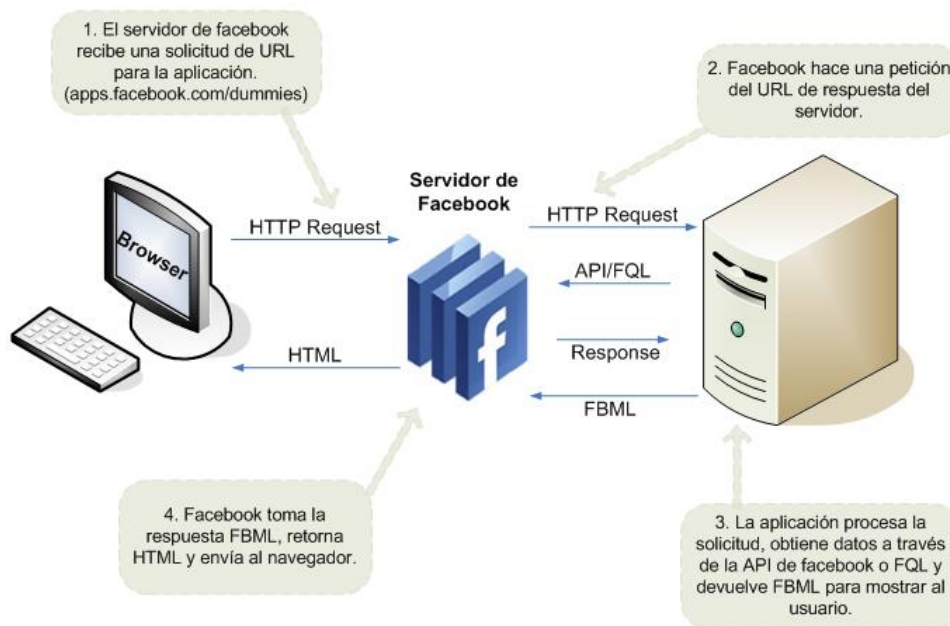 1. El servidor de facebook
recibe una solicitud de URL
para la aplicación.
(apps.facebook.com/dummies)
2. Facebook hace una petición
del URL de respuesta del
servidor.
Servidor de
Facebook
Browser
HTTP Request
HTTP Request
API/FQL
Response
HTML
FBML
f
4. Facebook toma la
respuesta FBML, retorna
HTML y envía al navegador.
3. La aplicación procesa la
solicitud, obtiene datos a través
de la API de facebook o FQL y
devuelve FBML para mostrar al
usuario.